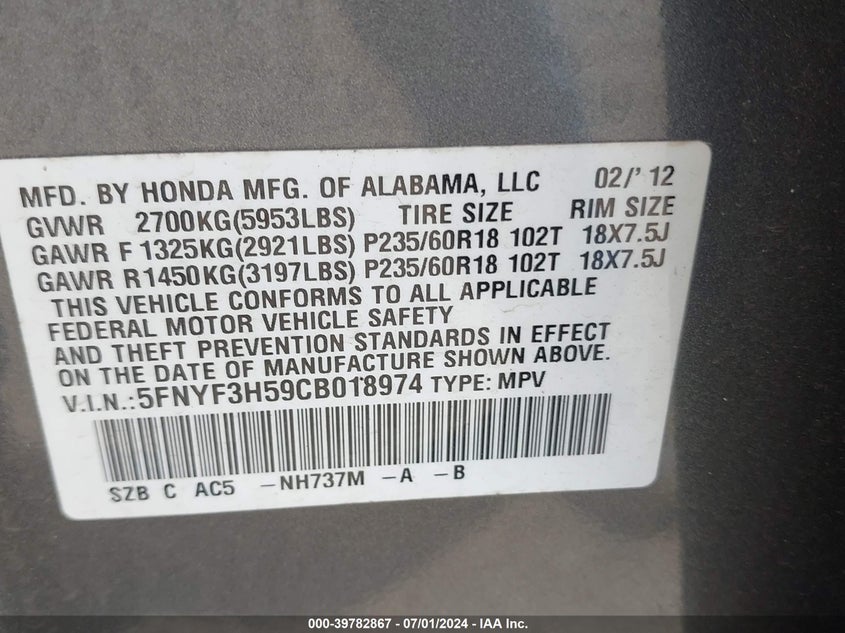 MFD. BY HONDA MFG. OF ALABAMA, LLC 02/' 12
GVWR 2700KG(5953LBS) TIRE SIZE RIM SIZE
GAWR F 1325KG(2921LBS) P235/60R18 102T 18X7.5J
GAWR R1450KG(3197LBS) P235/60R18 102T 18X7.5J
THIS VEHICLE CONFORMS TO ALL APPLICABLE
FEDERAL MOTOR VEHICLE SAFETY
AND THEFT PREVENTION STANDARDS IN EFFECT
ON THE DATE OF MANUFACTURE SHOWN ABOVE.
V.I.N.:5FNYF3H59CB018974 TYPE: MPV
SZB C AC5 -NH737M -A -B
000-39782867 - 07/01/2024 - IAA Inc.